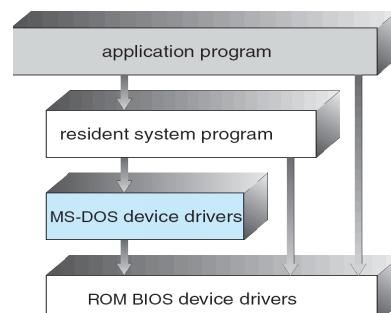 application program
resident system program
MS-DOS device drivers
ROM BIOS device drivers